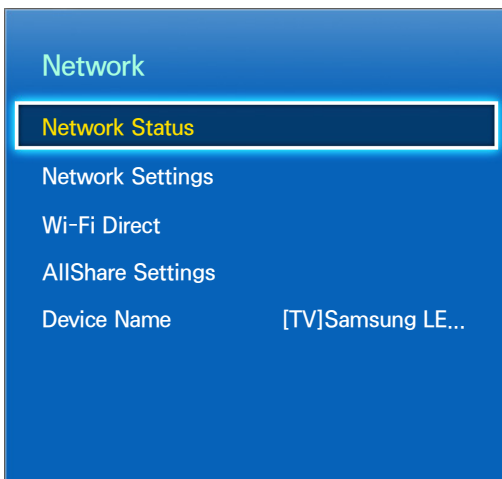 Network
Network Status
Network Settings
Wi-Fi Direct
AllShare Settings
Device Name [TV]Samsung LE...